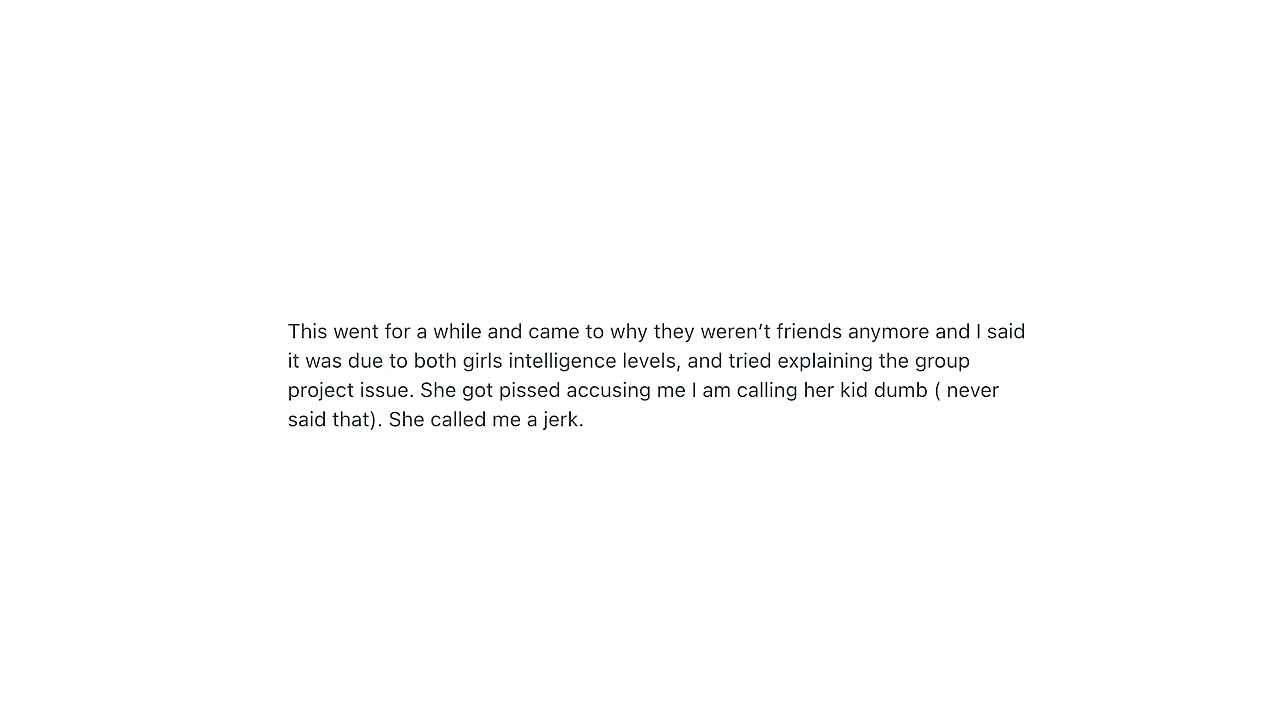 This went for a while and came to why they weren’t friends anymore and I said
it was due to both girls intelligence levels, and tried explaining the group
project issue. She got pissed accusing me I am calling her kid dumb ( never
said that). She called me a jerk.